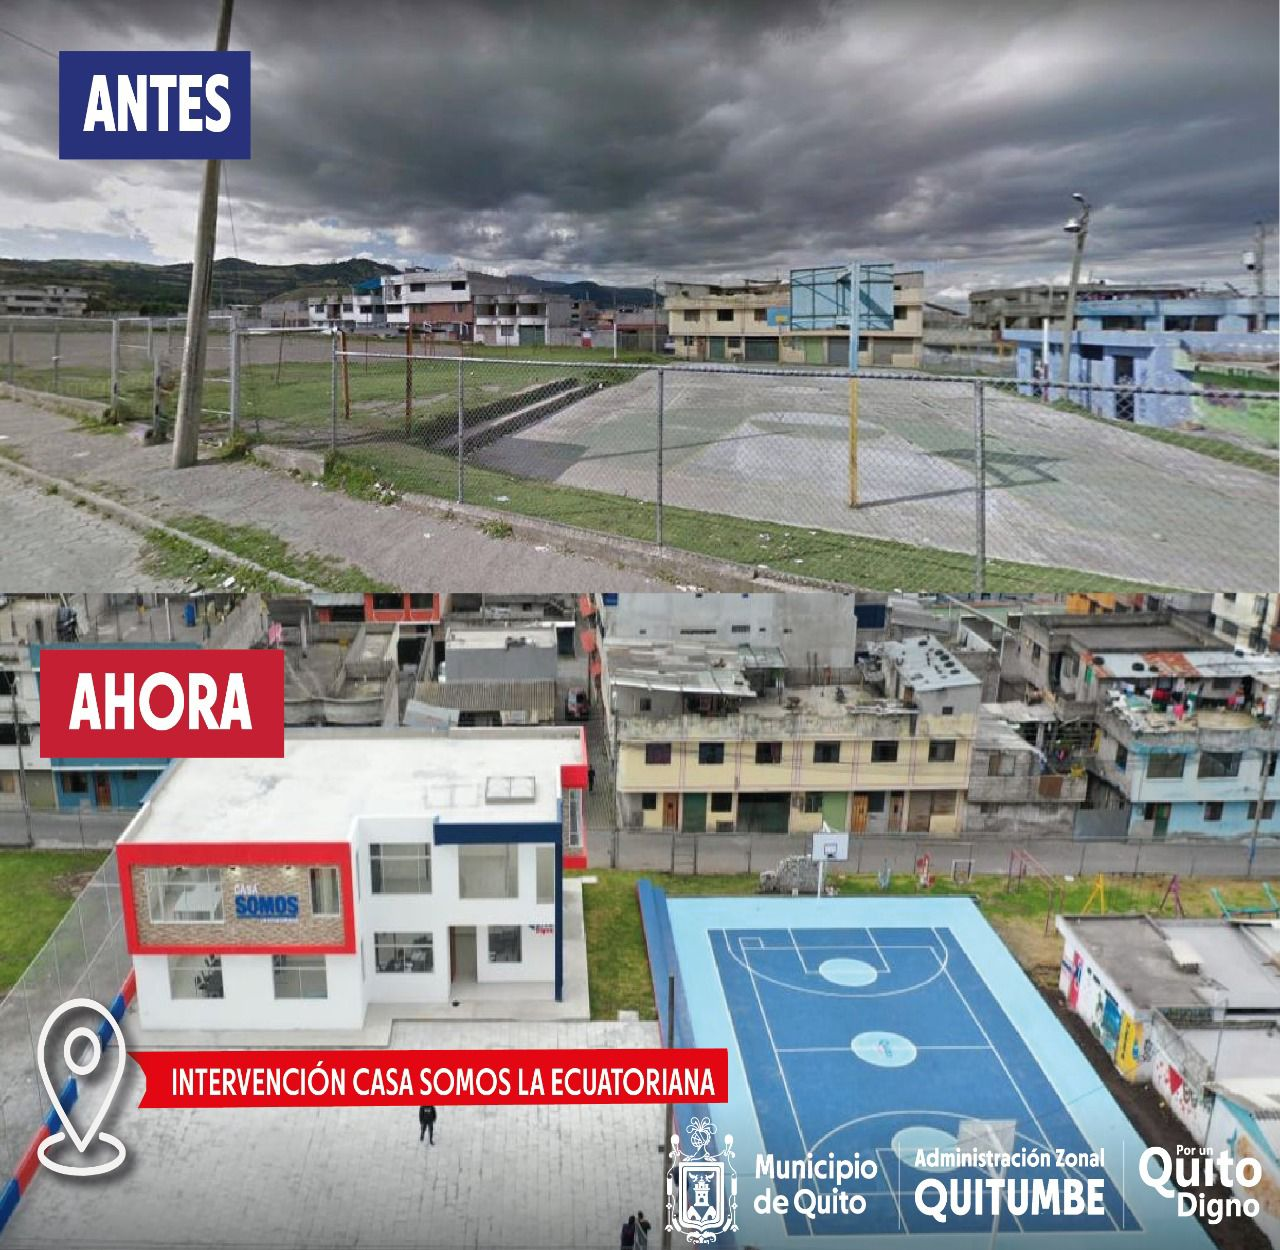 ANTES
AHORA
CASA
SOMOS
Digno
INTERVENCIÓN CASA SOMOS LA ECUATORIANA
Municipio
de Quito
Administración Zonal
QUITUMBE
Por un
Quito
Digno